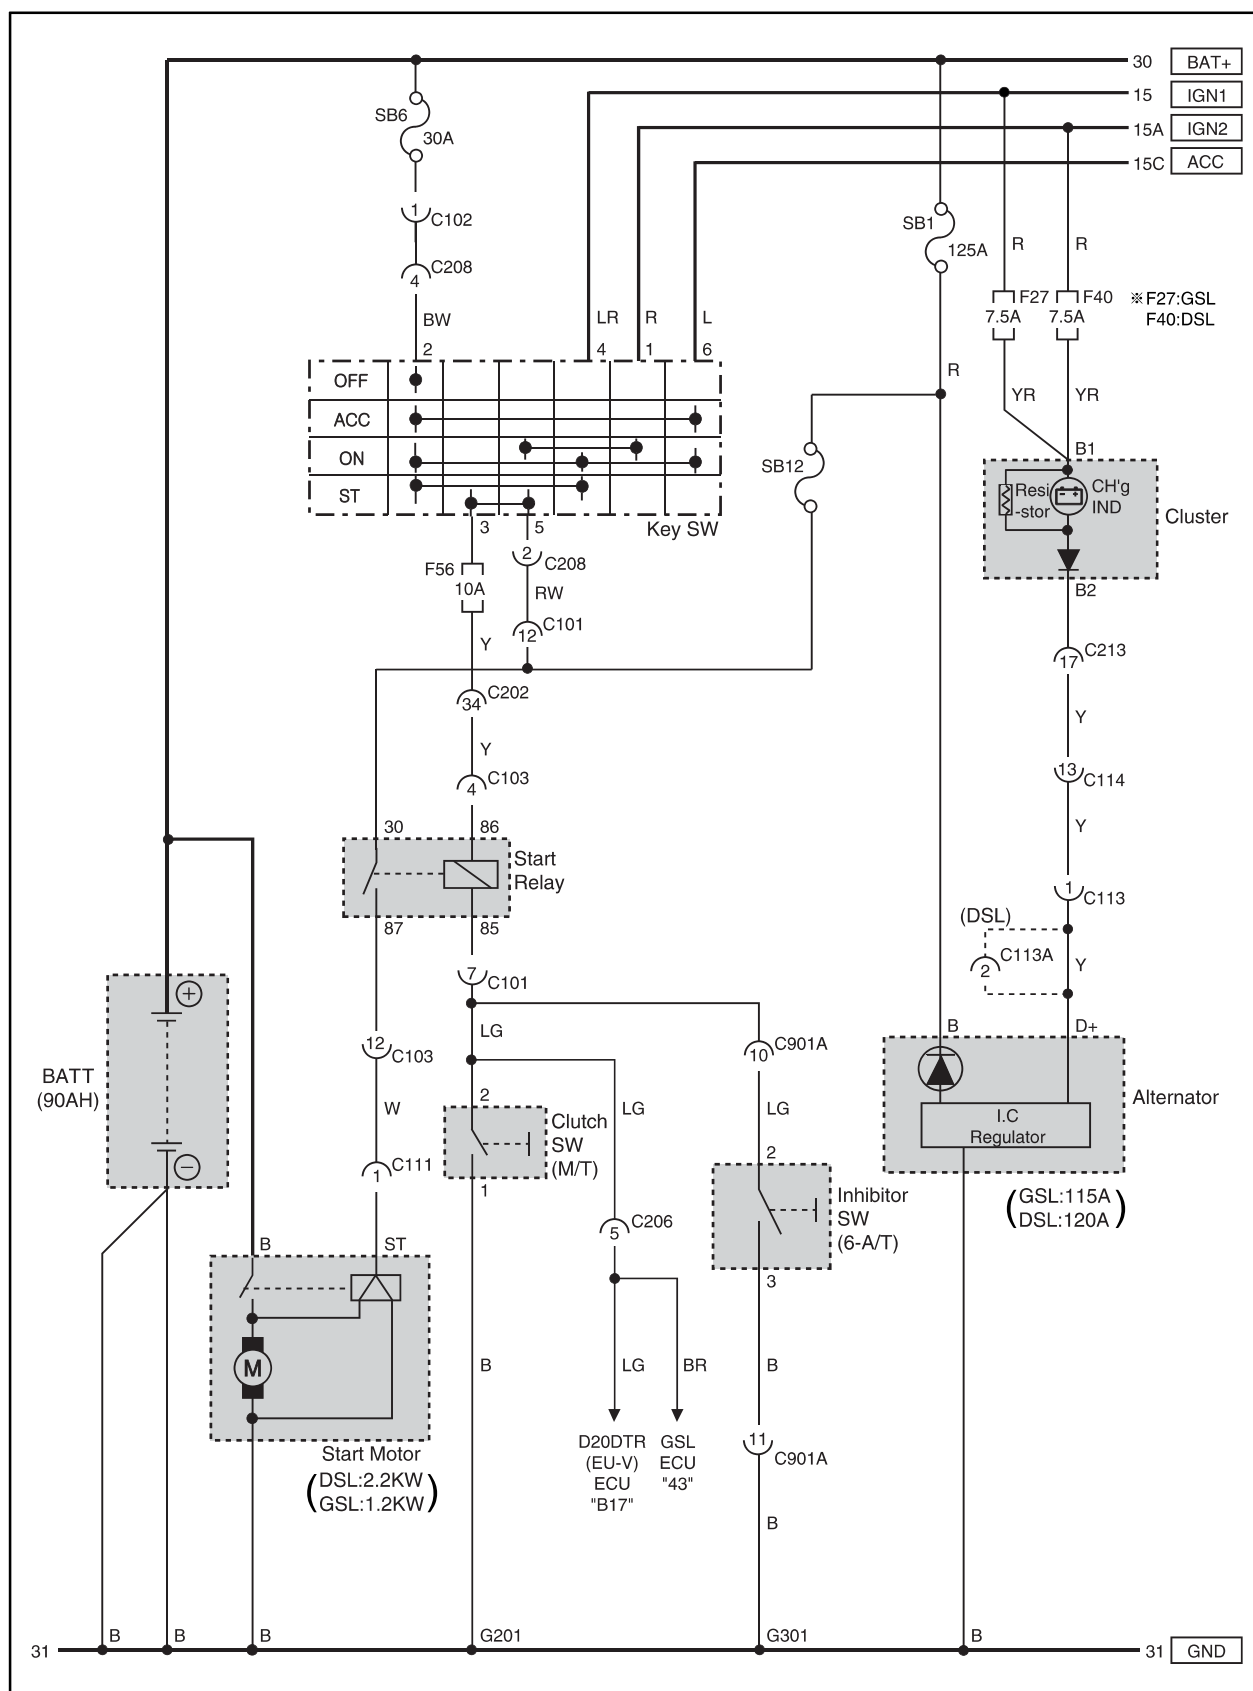 30 BAT+
15 IGN1
15A IGN2
15C ACC
SB6
30A
1
C102
C208
4
BW
2
LR
4
R
1
L
6
SB1
125A
R
R
R
F27
7.5A
F40
7.5A
※F27:GSL
F40:DSL
YR
YR
OFF
ACC
ON
ST
3
5
Key SW
SB12
B1
Resi
-stor
CH'g
IND
Cluster
B2
F56
10A
2
C208
RW
C101
12
Y
C202
34
Y
C103
4
C213
17
Y
13
C114
Y
1
C113
(DSL)
C113A
2
Y
30
86
Start
Relay
87
85
7
C101
LG
12
C103
W
C111
1
BATT
(90AH)
+
−
2
Clutch
SW
(M/T)
1
LG
C206
5
C901A
10
LG
2
Inhibitor
SW
(6-A/T)
3
B
D+
I.C
Regulator
Alternator
(GSL:115A
DSL:120A)
B
ST
M
Start Motor
(DSL:2.2KW
GSL:1.2KW)
B
LG
BR
B
D20DTR
(EU-V)
ECU
"B17"
GSL
ECU
"43"
11
C901A
B
31
B
B
B
G201
G301
B
31 GND